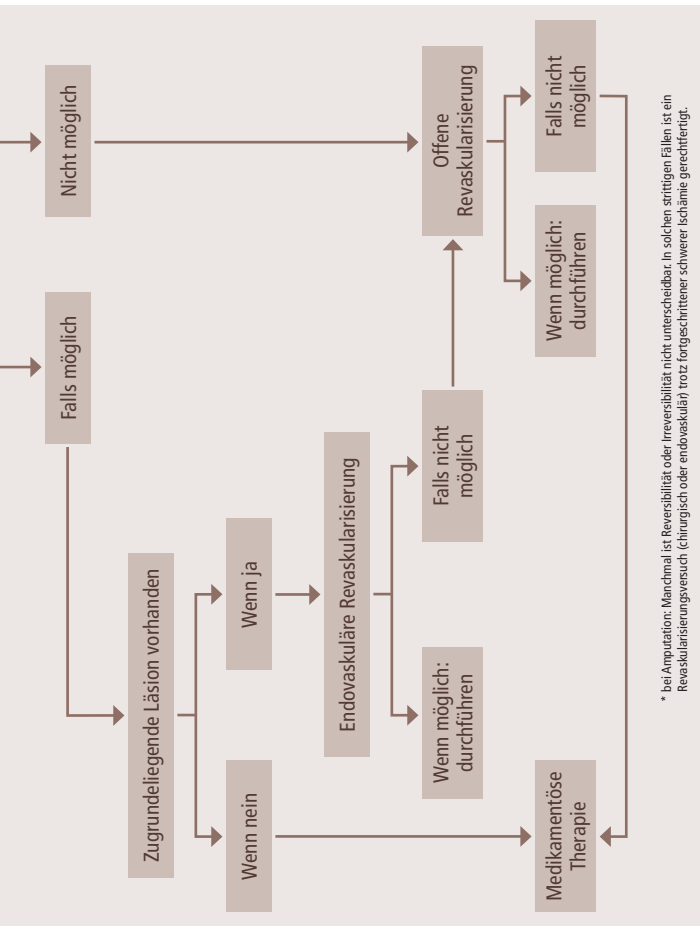 Falls möglich
Nicht möglich
Zugrundeliegende Läsion vorhanden
Wenn nein
Wenn ja
Endovaskuläre Revaskularisierung
Wenn möglich:
durchführen
Falls nicht
möglich
Offene
Revaskularisierung
Medikamentöse
Therapie
Wenn möglich:
durchführen
Falls nicht
möglich
* bei Amputation: Manchmal ist Reversibilität oder Irreversibilität nicht unterscheidbar. In solchen strittigen Fällen ist ein
Revaskularisierungsversuch (chirurgisch oder endovaskulär) trotz fortgeschrittener schwerer Ischämie gerechtfertigt.